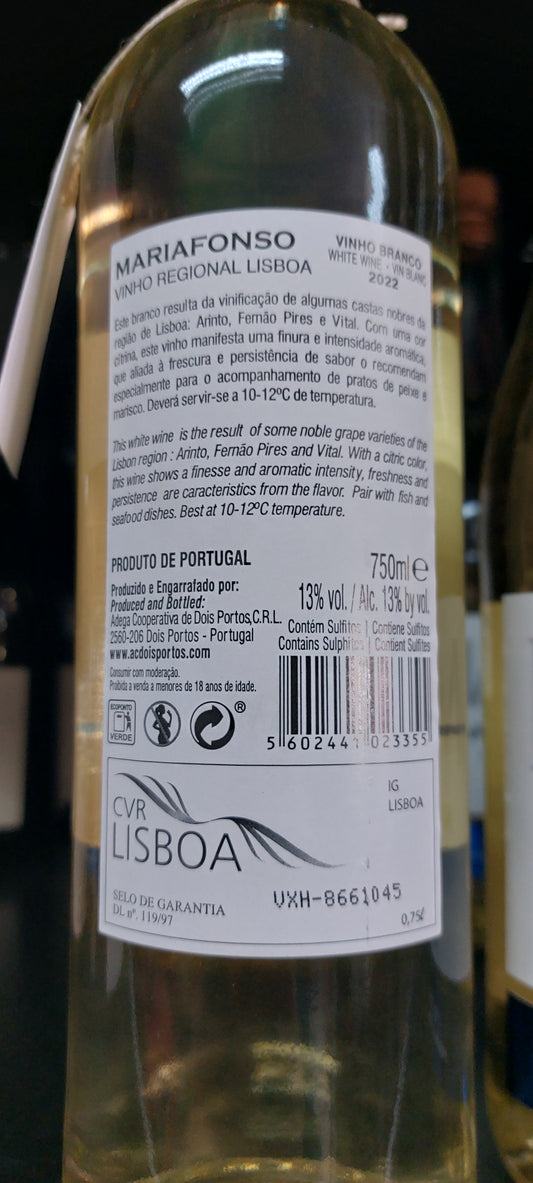 MARIAFONSO
VINHO REGIONAL LISBOA
VINHO BRANCO
WHITE WINE - VIN BLANC
2022
Este branco resulta da vinificação de algumas castas nobres da
região de Lisboa: Arinto, Fernão Pires e Vital. Com uma cor
citrina, este vinho manifesta uma finura e intensidade aromática,
que aliada à frescura e persistência de sabor o recomendam
especialmente para o acompanhamento de pratos de peixe e
marisco. Deverá servir-se a 10-12ºC de temperatura.
This white wine is the result of some noble grape varieties of the
Lisbon region : Arinto, Fernão Pires and Vital. With a citric color,
this wine shows a finesse and aromatic intensity, freshness and
persistence are characteristics from the flavor. Pair with fish and
seafood dishes. Best at 10-12ºC temperature.
PRODUTO DE PORTUGAL
Produzido e Engarrafado por:
Produced and Bottled:
Adega Cooperativa de Dois Portos,C.R.L.
2560-206 Dois Portos - Portugal
www.acdoisportos.com
Consumir com moderação.
Proibida a venda a menores de 18 anos de idade.
750ml e
13% vol. / Alc. 13% by vol.
Contém Sulfitos | Contiene Sulfitos
Contains Sulphites | Contient Sulfites
ECOPONTO
VERDE
®
5 602441 023355
CVR
LISBOA
IG
LISBOA
SELO DE GARANTIA
DL nº. 119/97
VXH-8661045
0,75ℓ